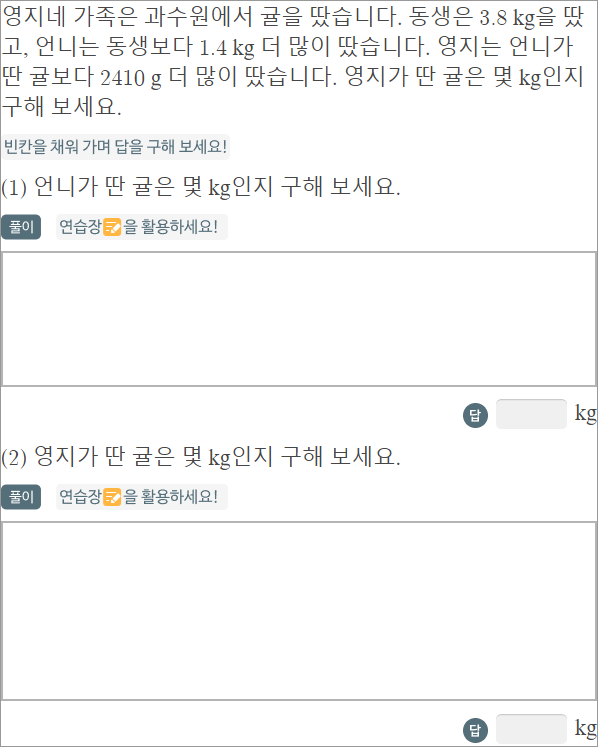 영지네 가족은 과수원에서 귤을 땄습니다. 동생은 3.8 kg을 땄
고, 언니는 동생보다 1.4 kg 더 많이 땄습니다. 영지는 언니가
딴 귤보다 2410 g 더 많이 땄습니다. 영지가 딴 귤은 몇 kg인지
구해 보세요.
빈칸을 채워 가며 답을 구해 보세요!
(1) 언니가 딴 귤은 몇 kg인지 구해 보세요.
풀이 연습장을 활용하세요!
답 kg
(2) 영지가 딴 귤은 몇 kg인지 구해 보세요.
풀이 연습장을 활용하세요!
답 kg